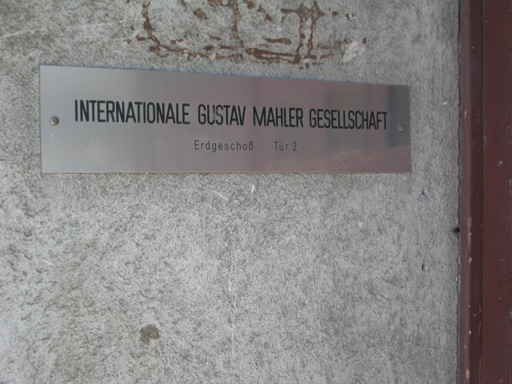 INTERNATIONALE GUSTAV MAHLER GESELLSCHAFT
Erdgeschoß Tür 2